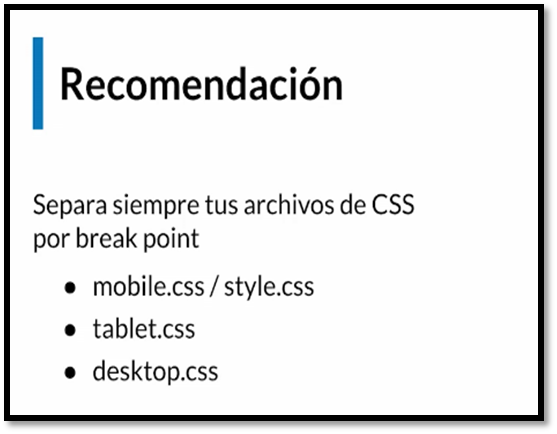 Recomendación
Separa siempre tus archivos de CSS
por break point
● mobile.css / style.css
● tablet.css
● desktop.css